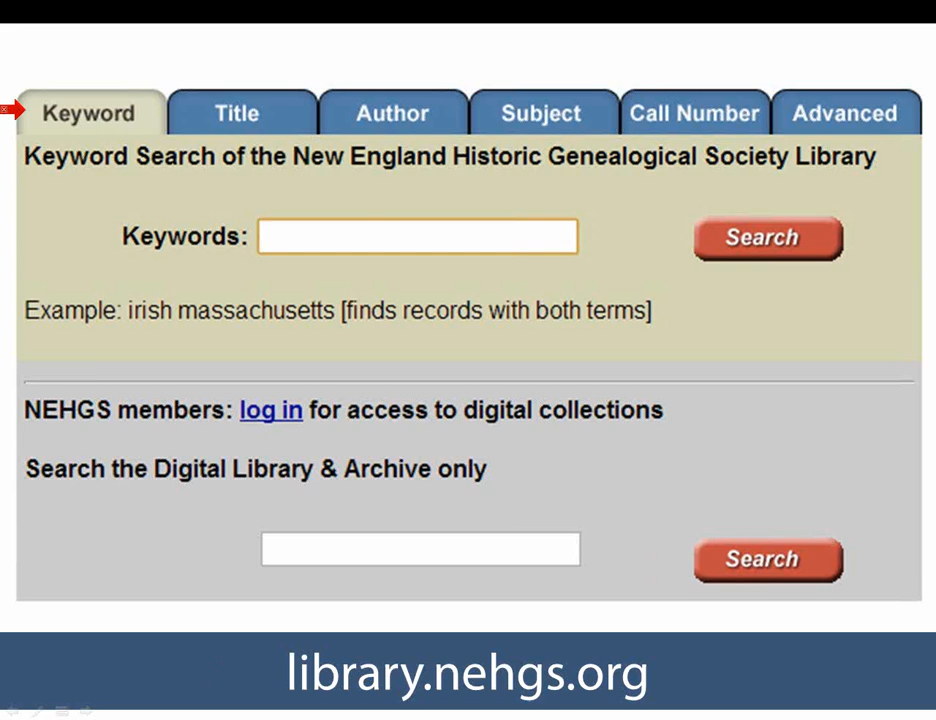 Keyword Title Author Subject Call Number Advanced
Keyword Search of the New England Historic Genealogical Society Library
Keywords: Search
Example: irish massachusetts [finds records with both terms]
NEHGS members: log in for access to digital collections
Search the Digital Library & Archive only
Search
library.nehgs.org